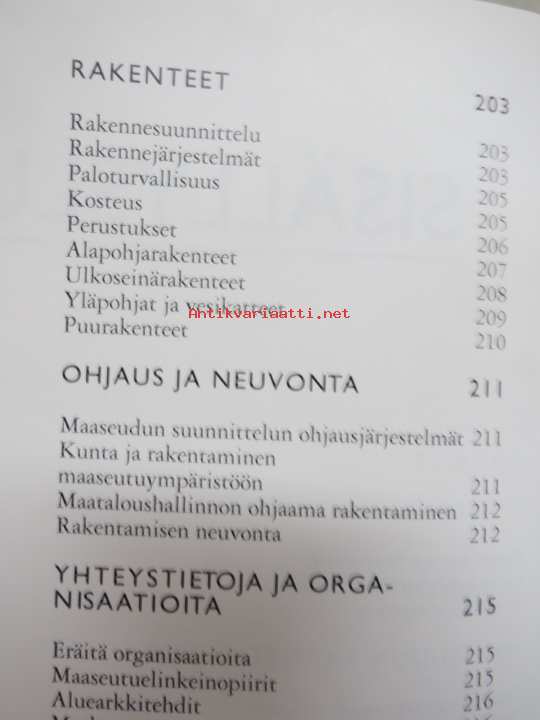 RAKENTEET 203
Rakennesuunnittelu 203
Rakennejärjestelmät 203
Paloturvallisuus 205
Kosteus 205
Perustukset 206
Alapohjarakenteet 207
Ulkoseinärakenteet 208
Yläpohjat ja vesikatteet 209
Antikvariaatti.net
Puurakenteet 210
OHJAUS JA NEUVONTA 211
Maaseudun suunnittelun ohjausjärjestelmät 211
Kunta ja rakentaminen
maaseutuympäristöön 211
Maataloushallinnon ohjaama rakentaminen 212
Rakentamisen neuvonta 212
YHTEYSTIETOJA JA ORGA-
NISAATIOITA 215
Eräitä organisaatioita 215
Maaseutuelinkeinopiirit 215
Aluearkkitehdit 216